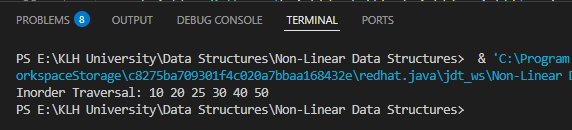 PROBLEMS 8 OUTPUT DEBUG CONSOLE TERMINAL PORTS
PS E:\KLH University\Data Structures\Non-Linear Data Structures> & 'C:\Program
orkspaceStorage\c8275ba709301f4c020a7bbaa168432e\redhat.java\jdt_ws\Non-Linear D
Inorder Traversal: 10 20 25 30 40 50
PS E:\KLH University\Data Structures\Non-Linear Data Structures>